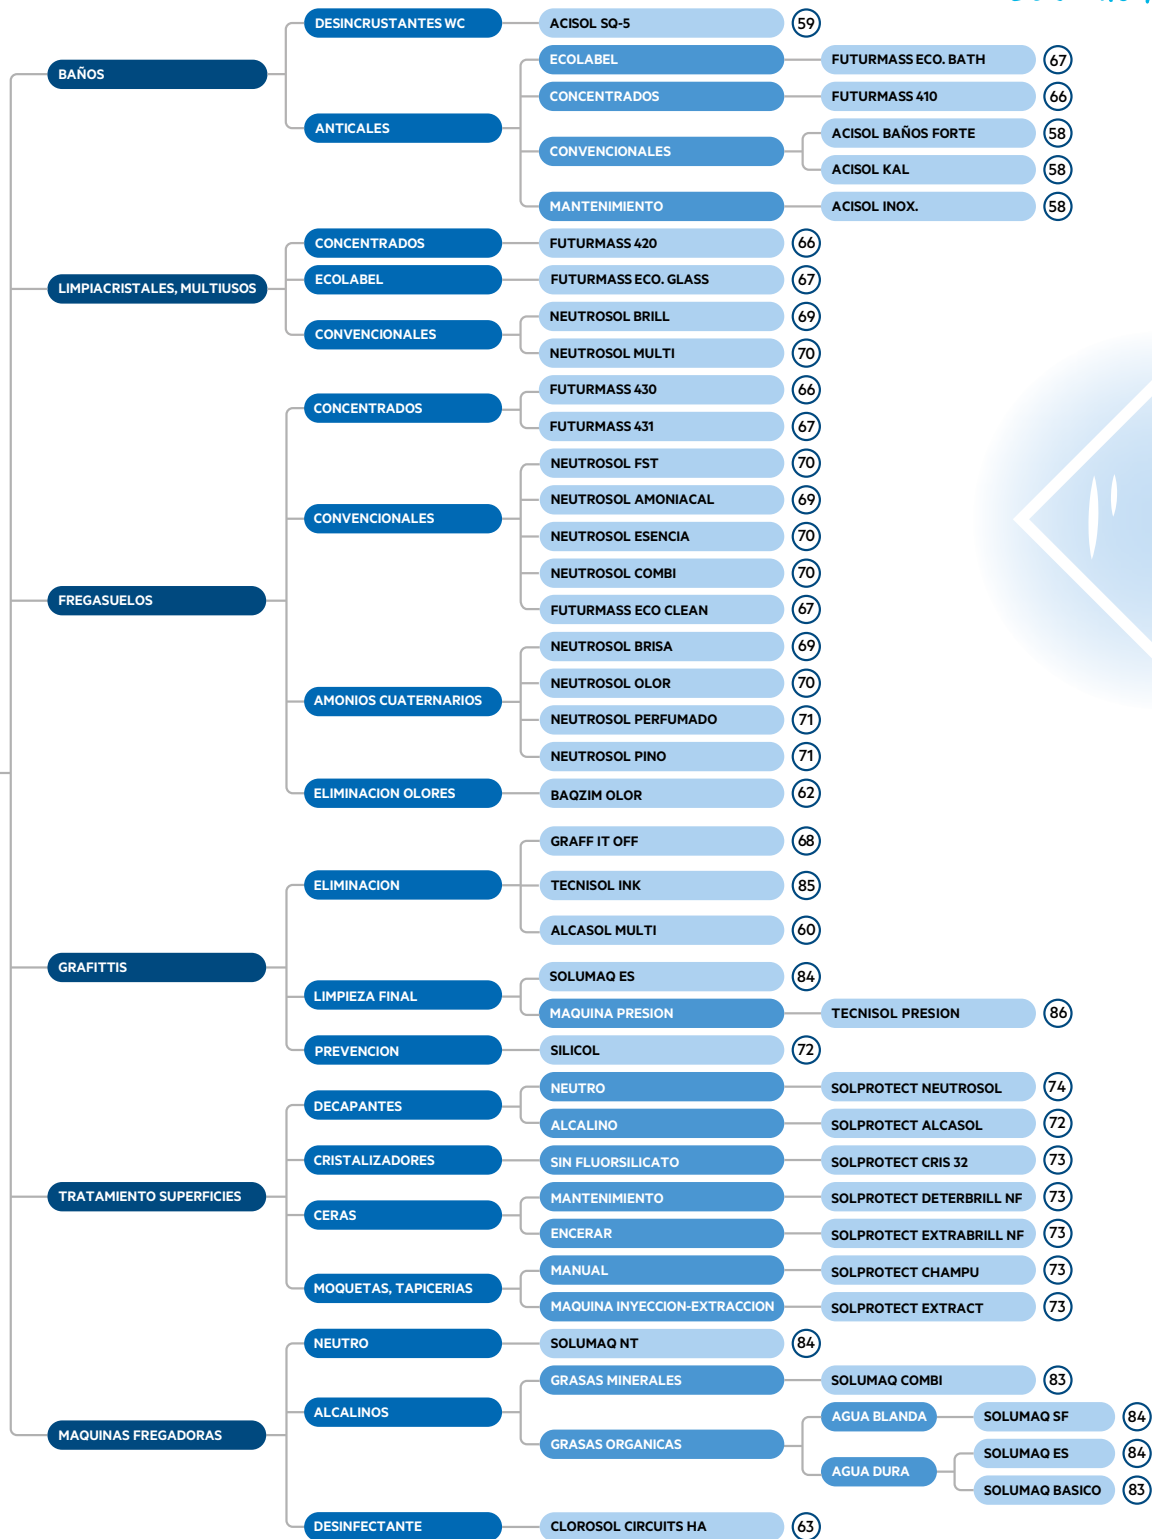 DESINCRUSTANTES WC
ACISOL SQ-5
59
BAÑOS
ECOLABEL
FUTURMASS ECO. BATH
67
CONCENTRADOS
FUTURMASS 410
66
ANTICALES
ACISOL BAÑOS FORTE
58
CONVENCIONALES
ACISOL KAL
58
MANTENIMIENTO
ACISOL INOX.
58
CONCENTRADOS
FUTURMASS 420
66
LIMPIACRISTALES, MULTIUSOS
ECOLABEL
FUTURMASS ECO. GLASS
67
CONVENCIONALES
NEUTROSOL BRILL
69
NEUTROSOL MULTI
70
CONCENTRADOS
FUTURMASS 430
66
FUTURMASS 431
67
NEUTROSOL FST
70
NEUTROSOL AMONIACAL
69
CONVENCIONALES
NEUTROSOL ESENCIA
70
NEUTROSOL COMBI
70
FREGASUELOS
FUTURMASS ECO CLEAN
67
NEUTROSOL BRISA
69
NEUTROSOL OLOR
70
AMONIOS CUATERNARIOS
NEUTROSOL PERFUMADO
71
NEUTROSOL PINO
71
ELIMINACION OLORES
BAQZIM OLOR
62
GRAFF IT OFF
68
ELIMINACION
TECNISOL INK
85
ALCASOL MULTI
60
GRAFITTIS
LIMPIEZA FINAL
SOLUMAQ ES
84
MAQUINA PRESION
TECNISOL PRESION
86
PREVENCION
SILICOL
72
DECAPANTES
NEUTRO
SOLPROTECT NEUTROSOL
74
ALCALINO
SOLPROTECT ALCASOL
72
CRISTALIZADORES
SIN FLUORSILICATO
SOLPROTECT CRIS 32
73
TRATAMIENTO SUPERFICIES
CERAS
MANTENIMIENTO
SOLPROTECT DETERBRILL NF
73
ENCERAR
SOLPROTECT EXTRABRILL NF
73
MOQUETAS, TAPICERIAS
MANUAL
SOLPROTECT CHAMPU
73
MAQUINA INYECCION-EXTRACCION
SOLPROTECT EXTRACT
73
NEUTRO
SOLUMAQ NT
84
GRASAS MINERALES
SOLUMAQ COMBI
83
ALCALINOS
MAQUINAS FREGADORAS
GRASAS ORGANICAS
AGUA BLANDA
SOLUMAQ SF
84
AGUA DURA
SOLUMAQ ES
84
SOLUMAQ BASICO
83
DESINFECTANTE
CLOROSOL CIRCUITS HA
63